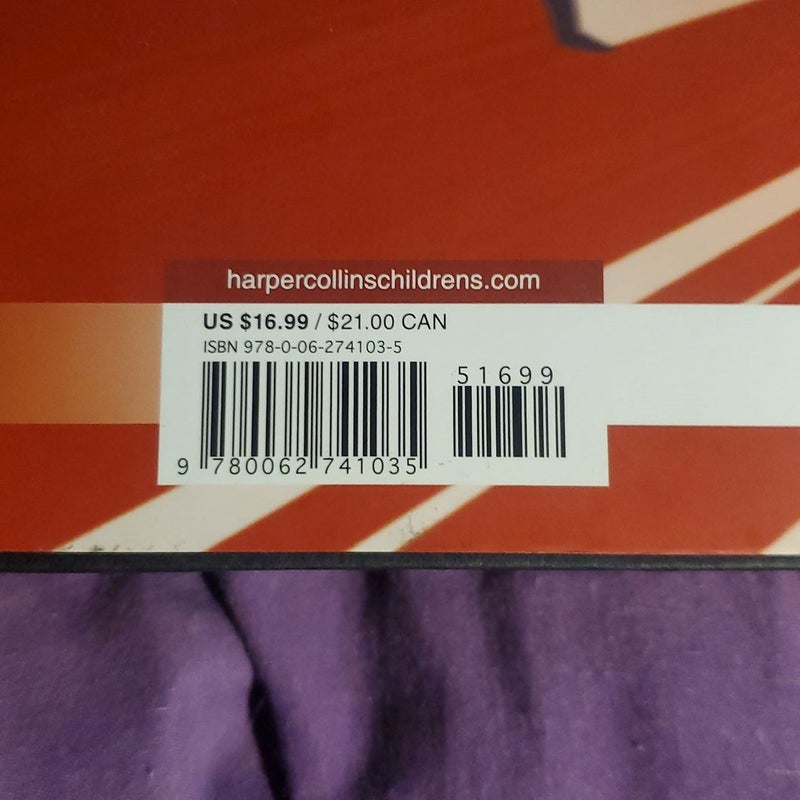 harpercollinschildrens.com
US $16.99 / $21.00 CAN
ISBN 978-0-06-274103-5
51699
9 780062 741035